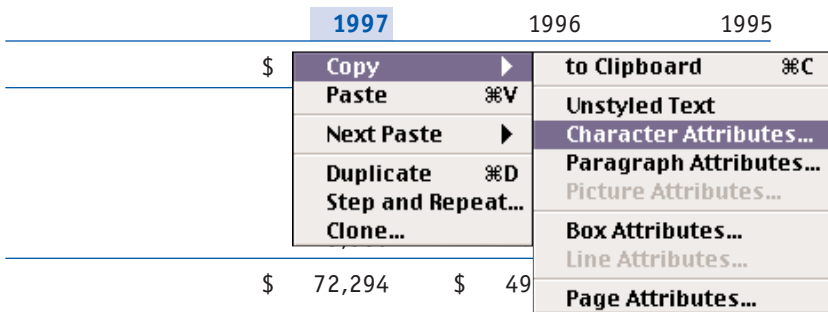 1997 1996 1995
$
Copy
Paste ⌘V
Next Paste
Duplicate ⌘D
Step and Repeat...
Clone...
to Clipboard ⌘C
Unstyled Text
Character Attributes...
Paragraph Attributes...
Picture Attributes...
Box Attributes...
Line Attributes...
Page Attributes...
$ 72,294 $ 49